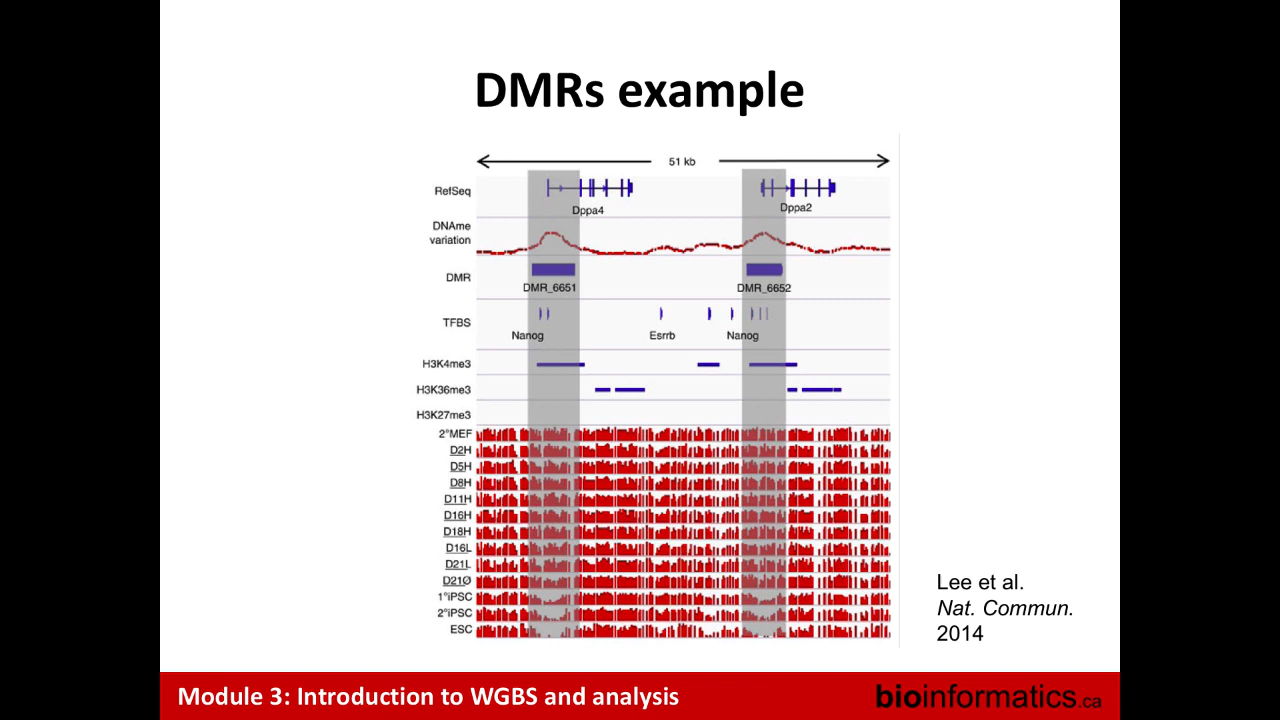 DMRs example
51 kb
RefSeq
Dppa4
Dppa2
DNAme
variation
DMR
DMR_6651
DMR_6652
TFBS
Nanog
Esrrb
Nanog
H3K4me3
H3K36me3
H3K27me3
2°MEF
D2H
D5H
D8H
D11H
D16H
D18H
D16L
D21L
D21Ø
1°iPSC
2°iPSC
ESC
Lee et al.
Nat. Commun.
2014
Module 3: Introduction to WGBS and analysis
bioinformatics.ca